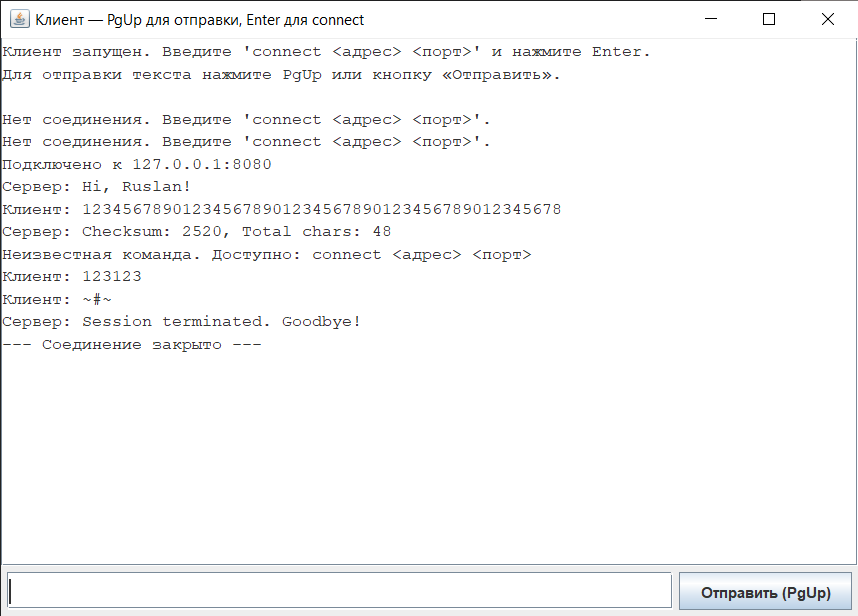 Клиент — PgUp для отправки, Enter для connect
Клиент запущен. Введите 'connect <адрес> <порт>' и нажмите Enter.
Для отправки текста нажмите PgUp или кнопку «Отправить».
Нет соединения. Введите 'connect <адрес> <порт>'.
Нет соединения. Введите 'connect <адрес> <порт>'.
Подключено к 127.0.0.1:8080
Сервер: Hi, Ruslan!
Клиент: 123456789012345678901234567890123456789012345678
Сервер: Checksum: 2520, Total chars: 48
Неизвестная команда. Доступно: connect <адрес> <порт>
Клиент: 123123
Клиент: ~#~
Сервер: Session terminated. Goodbye!
--- Соединение закрыто ---
Отправить (PgUp)